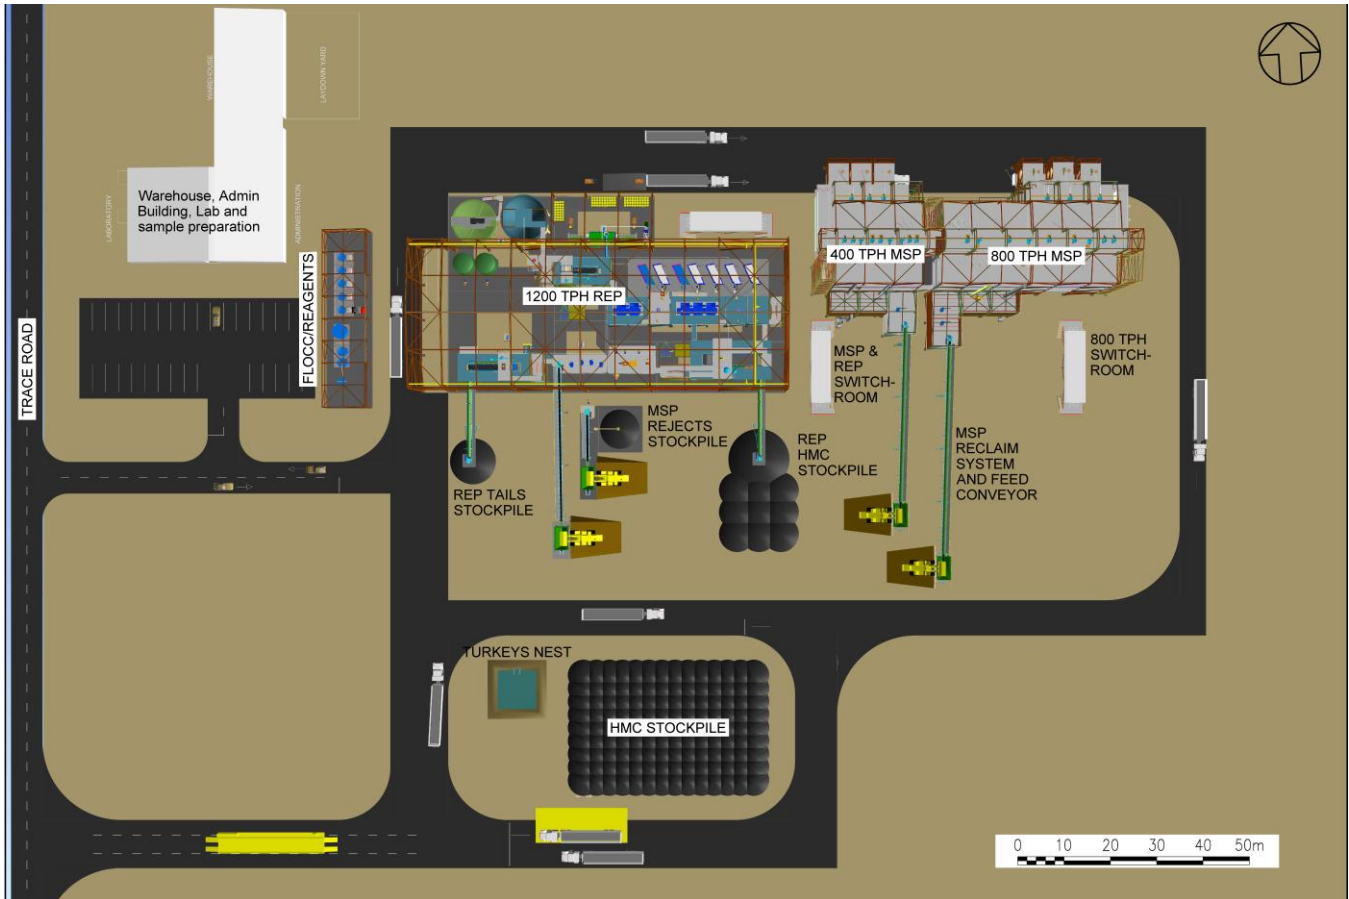 WAREHOUSE
LAYDOWN YARD
LABORATORY
Warehouse, Admin
Building, Lab and
sample preparation
ADMINISTRATION
FLOCC/REAGENTS
TRACE ROAD
1200 TPH REP
400 TPH MSP
800 TPH MSP
MSP &
REP
SWITCH-
ROOM
800 TPH
SWITCH-
ROOM
MSP
REJECTS
STOCKPILE
REP
HMC
STOCKPILE
MSP
RECLAIM
SYSTEM
AND FEED
CONVEYOR
REP TAILS
STOCKPILE
TURKEYS NEST
HMC STOCKPILE
0 10 20 30 40 50m